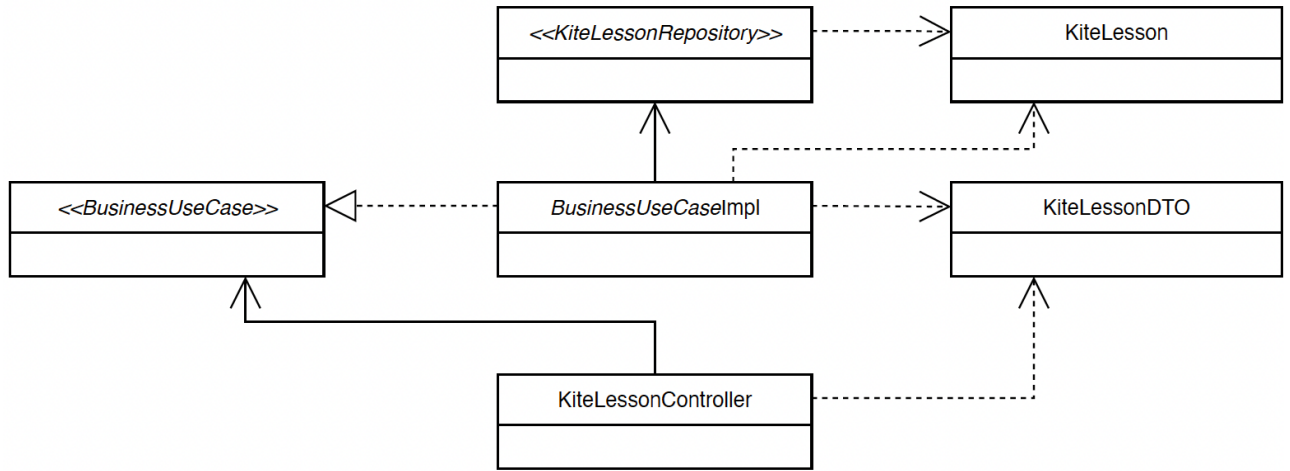 <<KiteLessonRepository>>
KiteLesson
<<BusinessUseCase>>
BusinessUseCaseImpl
KiteLessonDTO
KiteLessonController